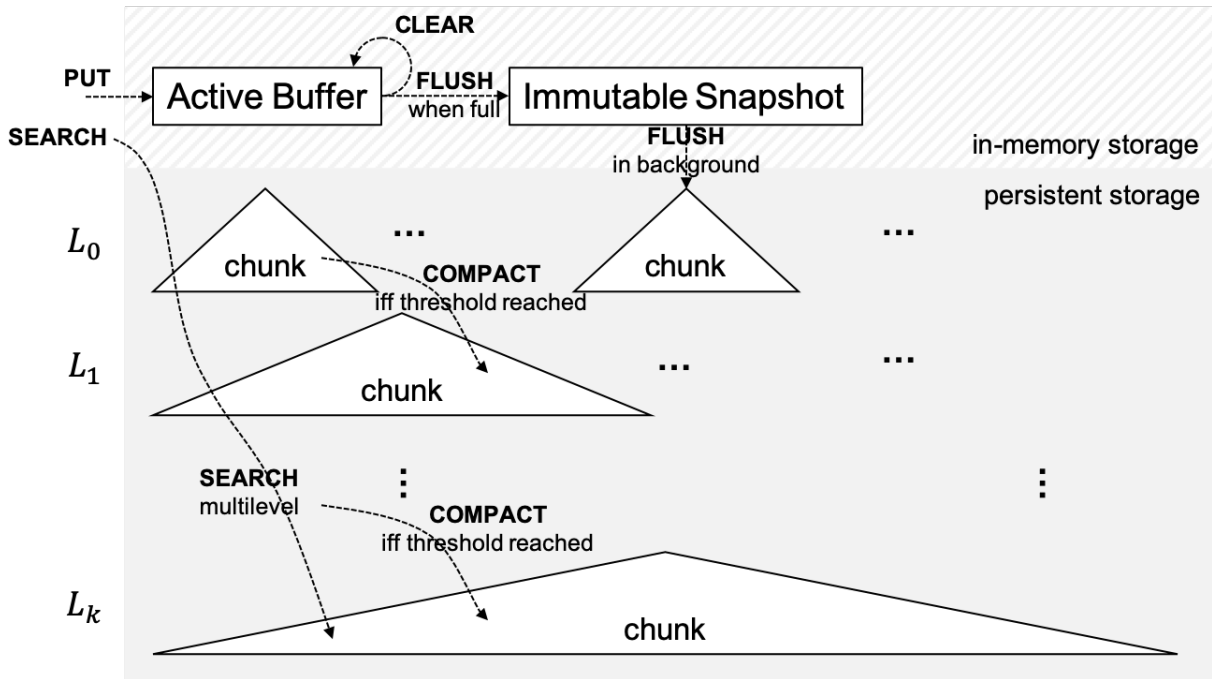 CLEAR
PUT
Active Buffer
FLUSH
when full
Immutable Snapshot
SEARCH
FLUSH
in background
in-memory storage
persistent storage
L0
chunk
...
chunk
...
COMPACT
iff threshold reached
L1
chunk
...
...
SEARCH
multilevel
⋮
⋮
COMPACT
iff threshold reached
Lk
chunk